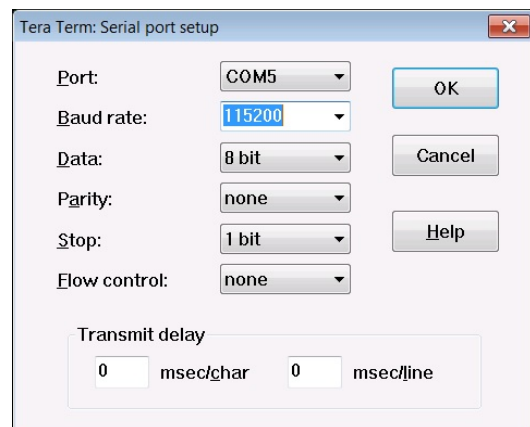 Tera Term: Serial port setup
Port: COM5
OK
Baud rate: 115200
Data: 8 bit
Cancel
Parity: none
Stop: 1 bit
Help
Flow control: none
Transmit delay
0 msec/char 0 msec/line